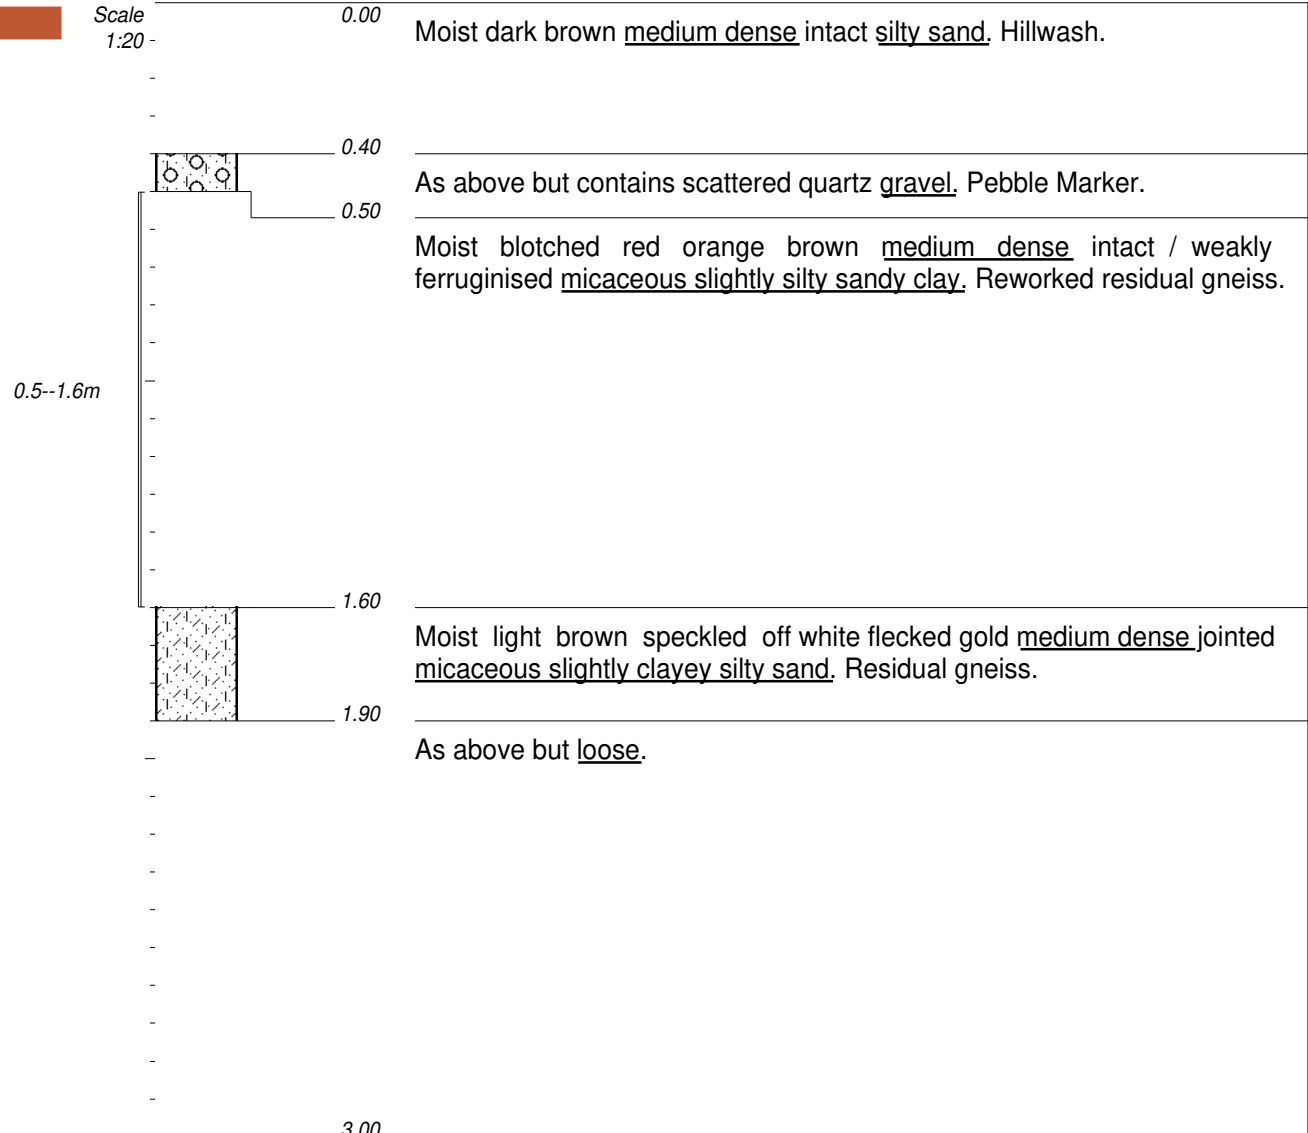 Scale
1:20
0.00
Moist dark brown medium dense intact silty sand. Hillwash.
0.40
As above but contains scattered quartz gravel. Pebble Marker.
0.50
Moist blotched red orange brown medium dense intact / weakly
ferruginised micaceous slightly silty sandy clay. Reworked residual gneiss.
0.5--1.6m
1.60
Moist light brown speckled off white flecked gold medium dense jointed
micaceous slightly clayey silty sand. Residual gneiss.
1.90
As above but loose.
3.00